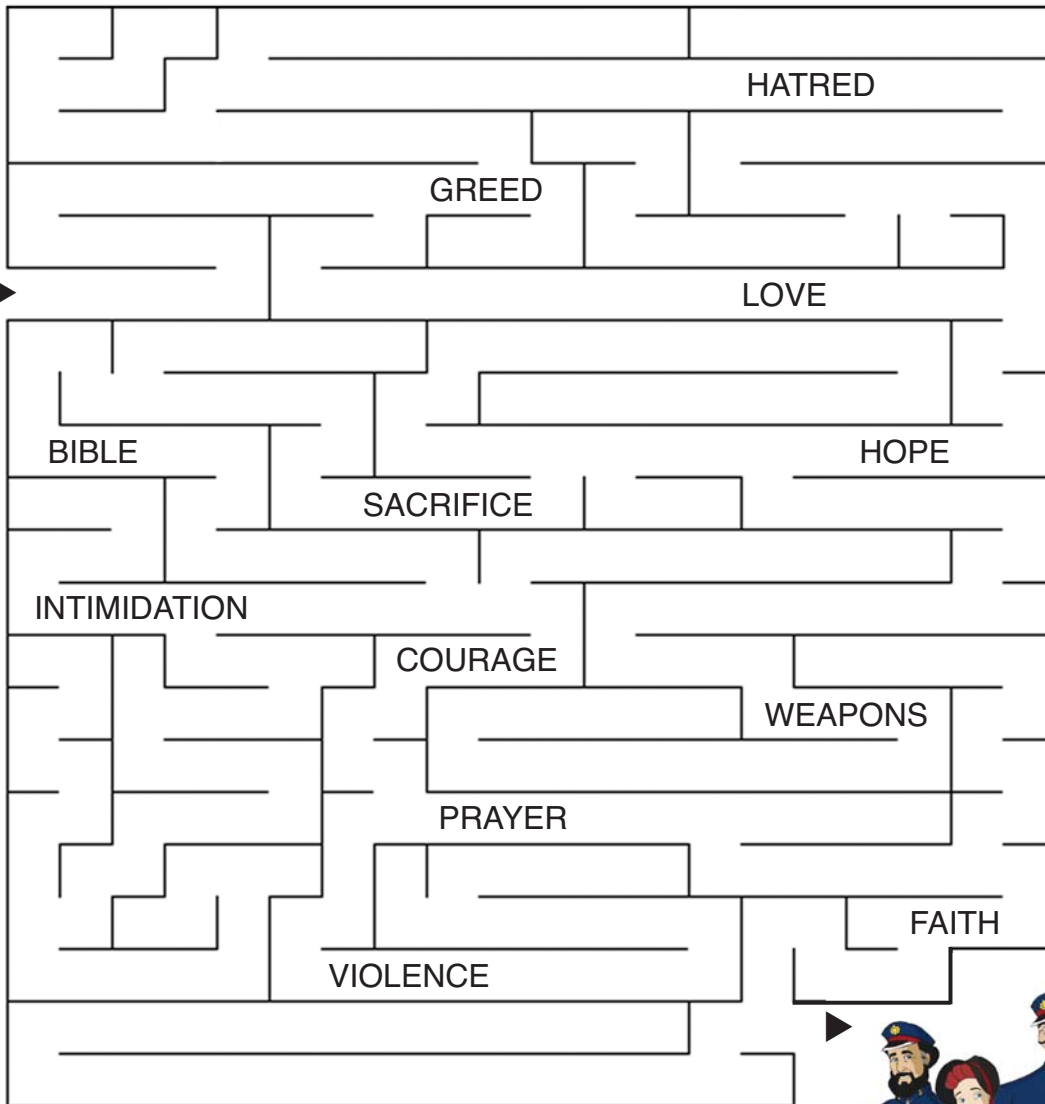 HATRED
GREED
LOVE
BIBLE
HOPE
SACRIFICE
INTIMIDATION
COURAGE
WEAPONS
PRAYER
FAITH
VIOLENCE